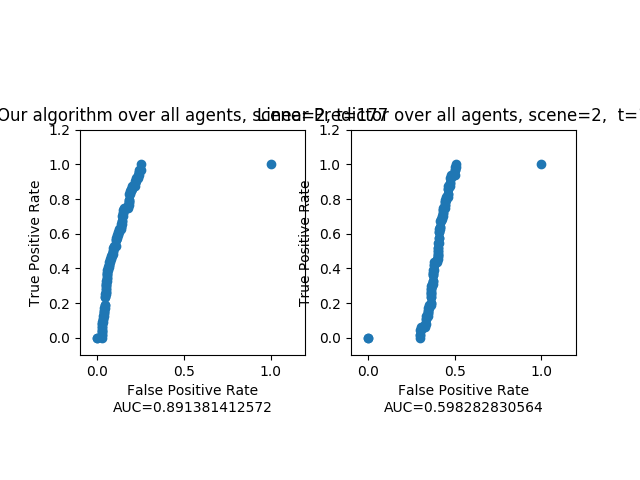 Our algorithm over all agents, scene=2, t=177
Linear Predictor over all agents, scene=2, t=
True Positive Rate
1.2
1.0
0.8
0.6
0.4
0.2
0.0
0.0 0.5 1.0
False Positive Rate
AUC=0.891381412572
True Positive Rate
1.2
1.0
0.8
0.6
0.4
0.2
0.0
0.0 0.5 1.0
False Positive Rate
AUC=0.598282830564